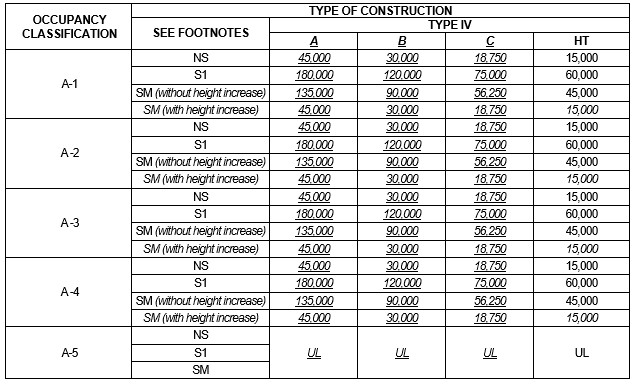 OCCUPANCY CLASSIFICATION SEE FOOTNOTES TYPE OF CONSTRUCTION
TYPE IV
A B C HT
A-1
NS 45,000 30,000 18,750 15,000
S1 180,000 120,000 75,000 60,000
SM (without height increase) 135,000 90,000 56,250 45,000
SM (with height increase) 45,000 30,000 18,750 15,000
A-2
NS 45,000 30,000 18,750 15,000
S1 180,000 120,000 75,000 60,000
SM (without height increase) 135,000 90,000 56,250 45,000
SM (with height increase) 45,000 30,000 18,750 15,000
A-3
NS 45,000 30,000 18,750 15,000
S1 180,000 120,000 75,000 60,000
SM (without height increase) 135,000 90,000 56,250 45,000
SM (with height increase) 45,000 30,000 18,750 15,000
A-4
NS 45,000 30,000 18,750 15,000
S1 180,000 120,000 75,000 60,000
SM (without height increase) 135,000 90,000 56,250 45,000
SM (with height increase) 45,000 30,000 18,750 15,000
A-5
NS
S1 UL UL UL UL
SM